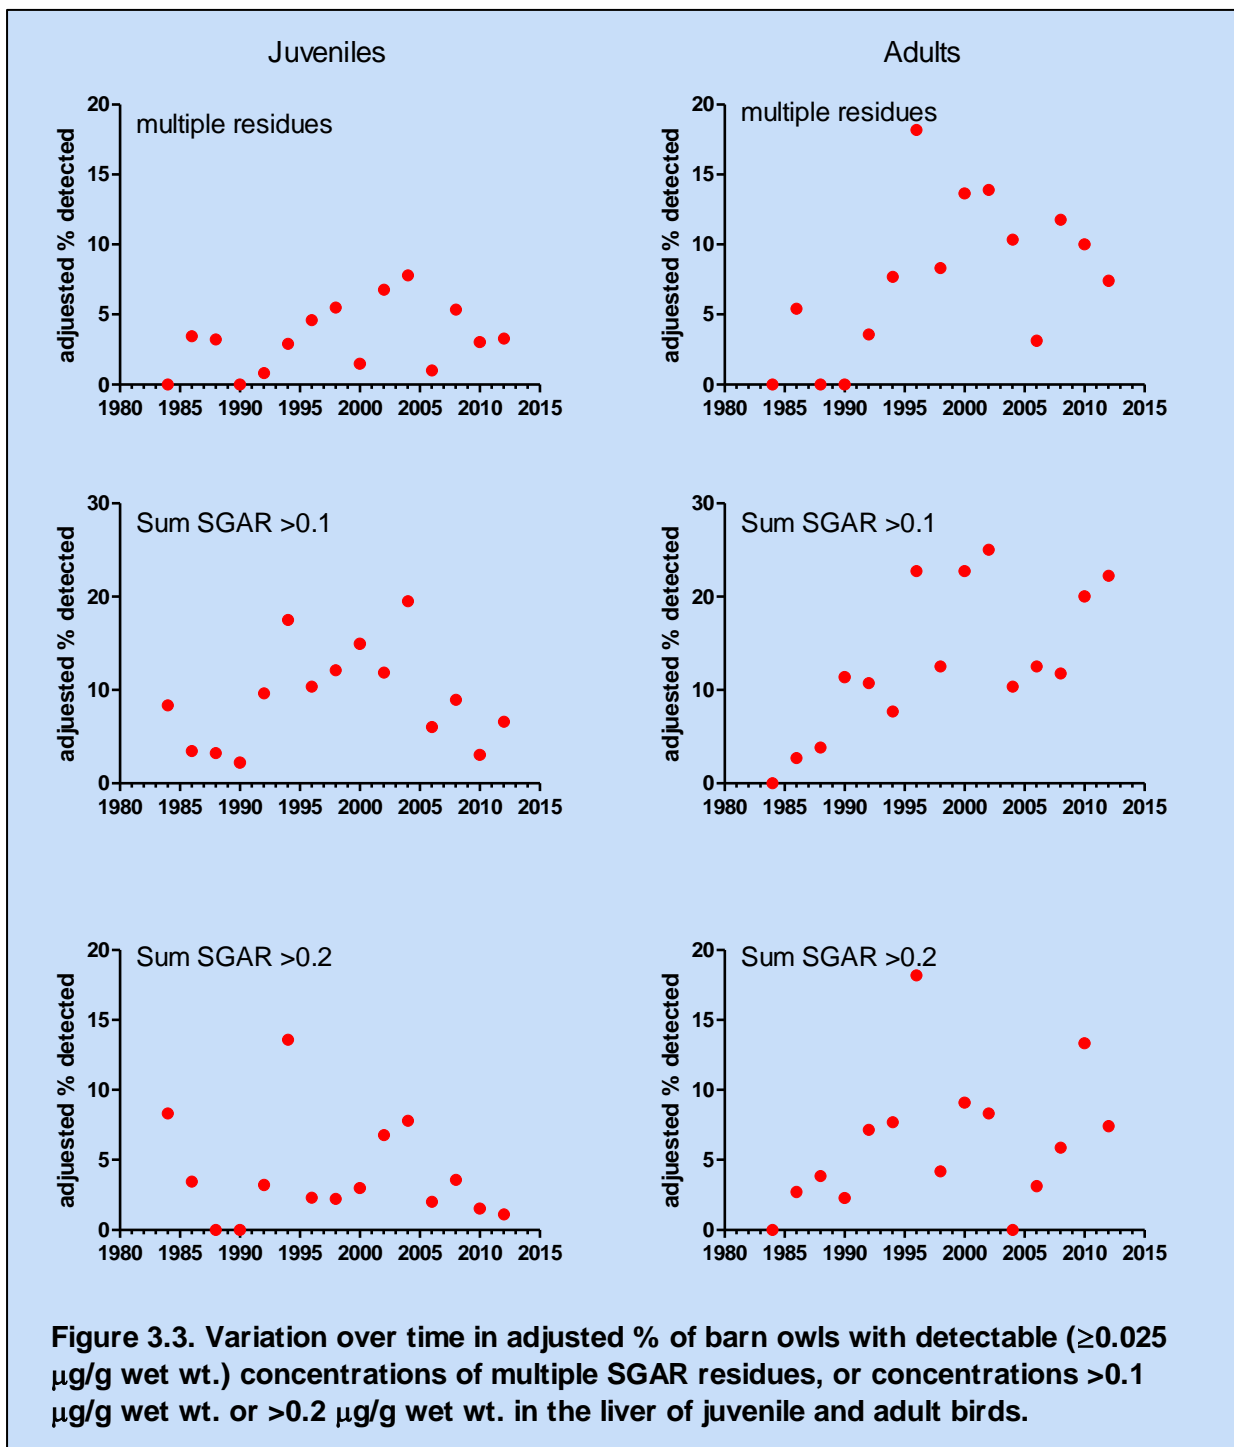 Juveniles
Adults
multiple residues
adjuested % detected
20
15
10
5
0
1980 1985 1990 1995 2000 2005 2010 2015
multiple residues
adjuested % detected
20
15
10
5
0
1980 1985 1990 1995 2000 2005 2010 2015
Sum SGAR >0.1
adjuested % detected
30
20
10
0
1980 1985 1990 1995 2000 2005 2010 2015
Sum SGAR >0.1
adjuested % detected
30
20
10
0
1980 1985 1990 1995 2000 2005 2010 2015
Sum SGAR >0.2
adjuested % detected
20
15
10
5
0
1980 1985 1990 1995 2000 2005 2010 2015
Sum SGAR >0.2
adjuested % detected
20
15
10
5
0
1980 1985 1990 1995 2000 2005 2010 2015
Figure 3.3. Variation over time in adjusted % of barn owls with detectable (≥0.025
µg/g wet wt.) concentrations of multiple SGAR residues, or concentrations >0.1
µg/g wet wt. or >0.2 µg/g wet wt. in the liver of juvenile and adult birds.